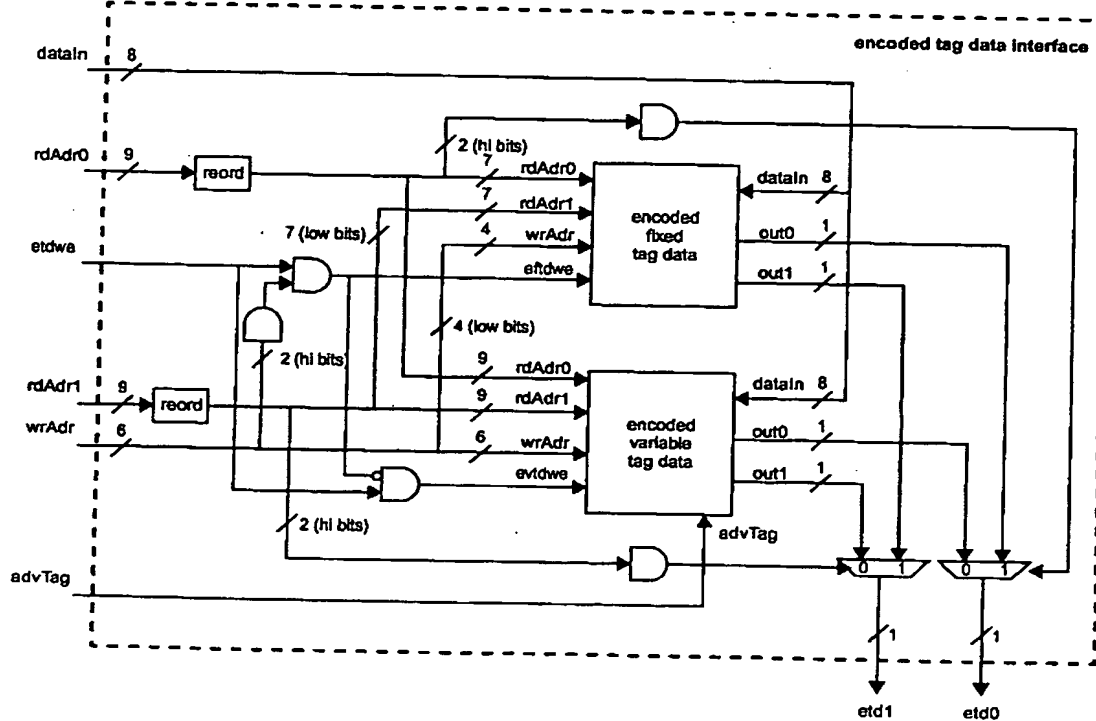 encoded tag data interface
dataIn
8
2 (hi bits)
rdAdr0
9
reord
7
rdAdr0
7
rdAdr1
7 (low bits)
4
wrAdr
etdwe
eftdwe
encoded
fixed
tag data
dataIn
8
out0
1
out1
1
4 (low bits)
2 (hi bits)
9
rdAdr0
rdAdr1
9
reord
9
rdAdr1
wrAdr
6
6
wrAdr
evtdwe
encoded
variable
tag data
dataIn
8
out0
1
out1
1
2 (hi bits)
advTag
advTag
0
1
0
1
1
1
etd1
etd0